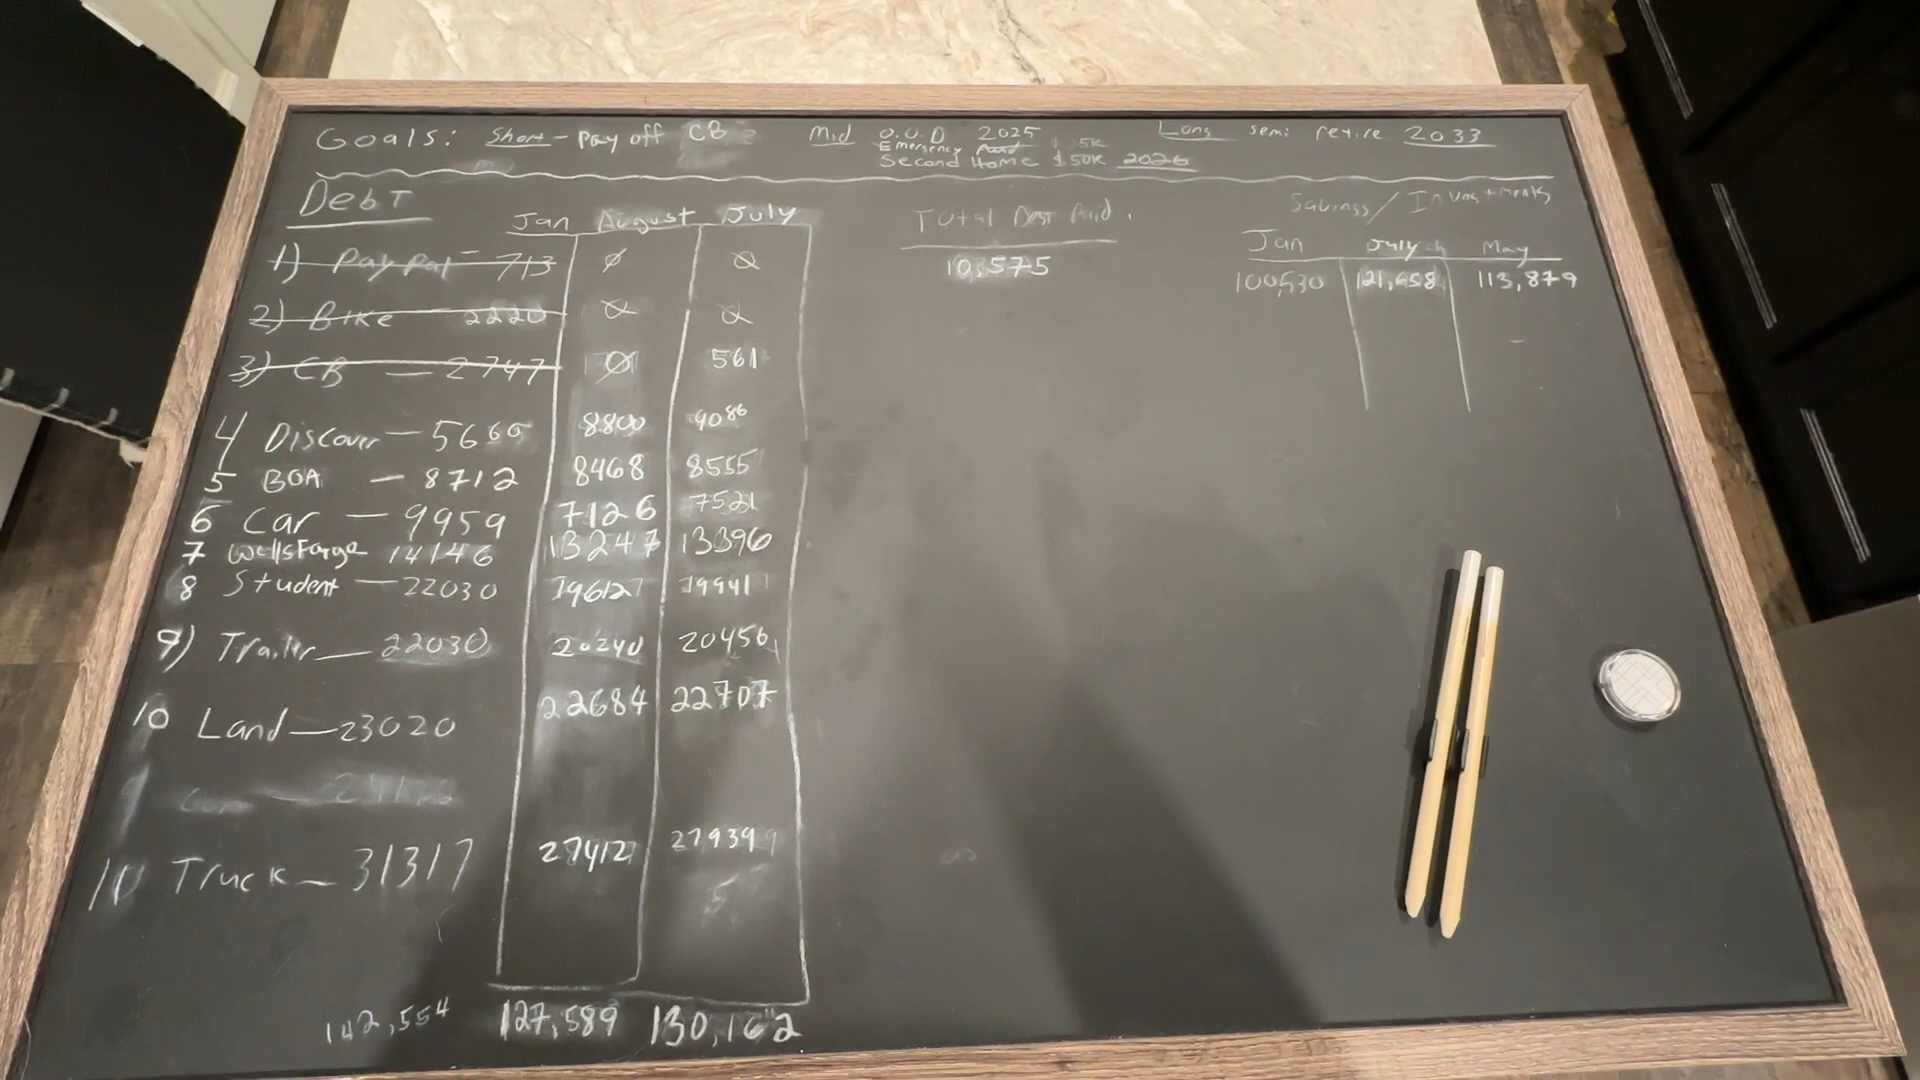 Goals: Short - Pay off CB Mid O.U.D 2025 Long semi retire 2033
Emergency Paid $ 5K
Second Home $50K 2026
Debt
Jan August July
Total Debt Paid.
Savings/Investments
Jan July May
1) PayPal - 713 Ø Ø
10,575
100,530 121,658 113,879
2) Bike - 2220 Ø Ø
3) CB - 2747 Ø 561
4 Discover - 5660 8800 9086
5 BOA - 8712 8468 8555
6 Car - 9959 7126 7521
7 WellsFargo 14146 13247 13396
8 Student - 22030 19612 19941
9) Trailer - 22030 20240 20456
10 Land - 23020 22684 22707
10 Truck - 31317 27412 27939
142,554 127,589 130,162